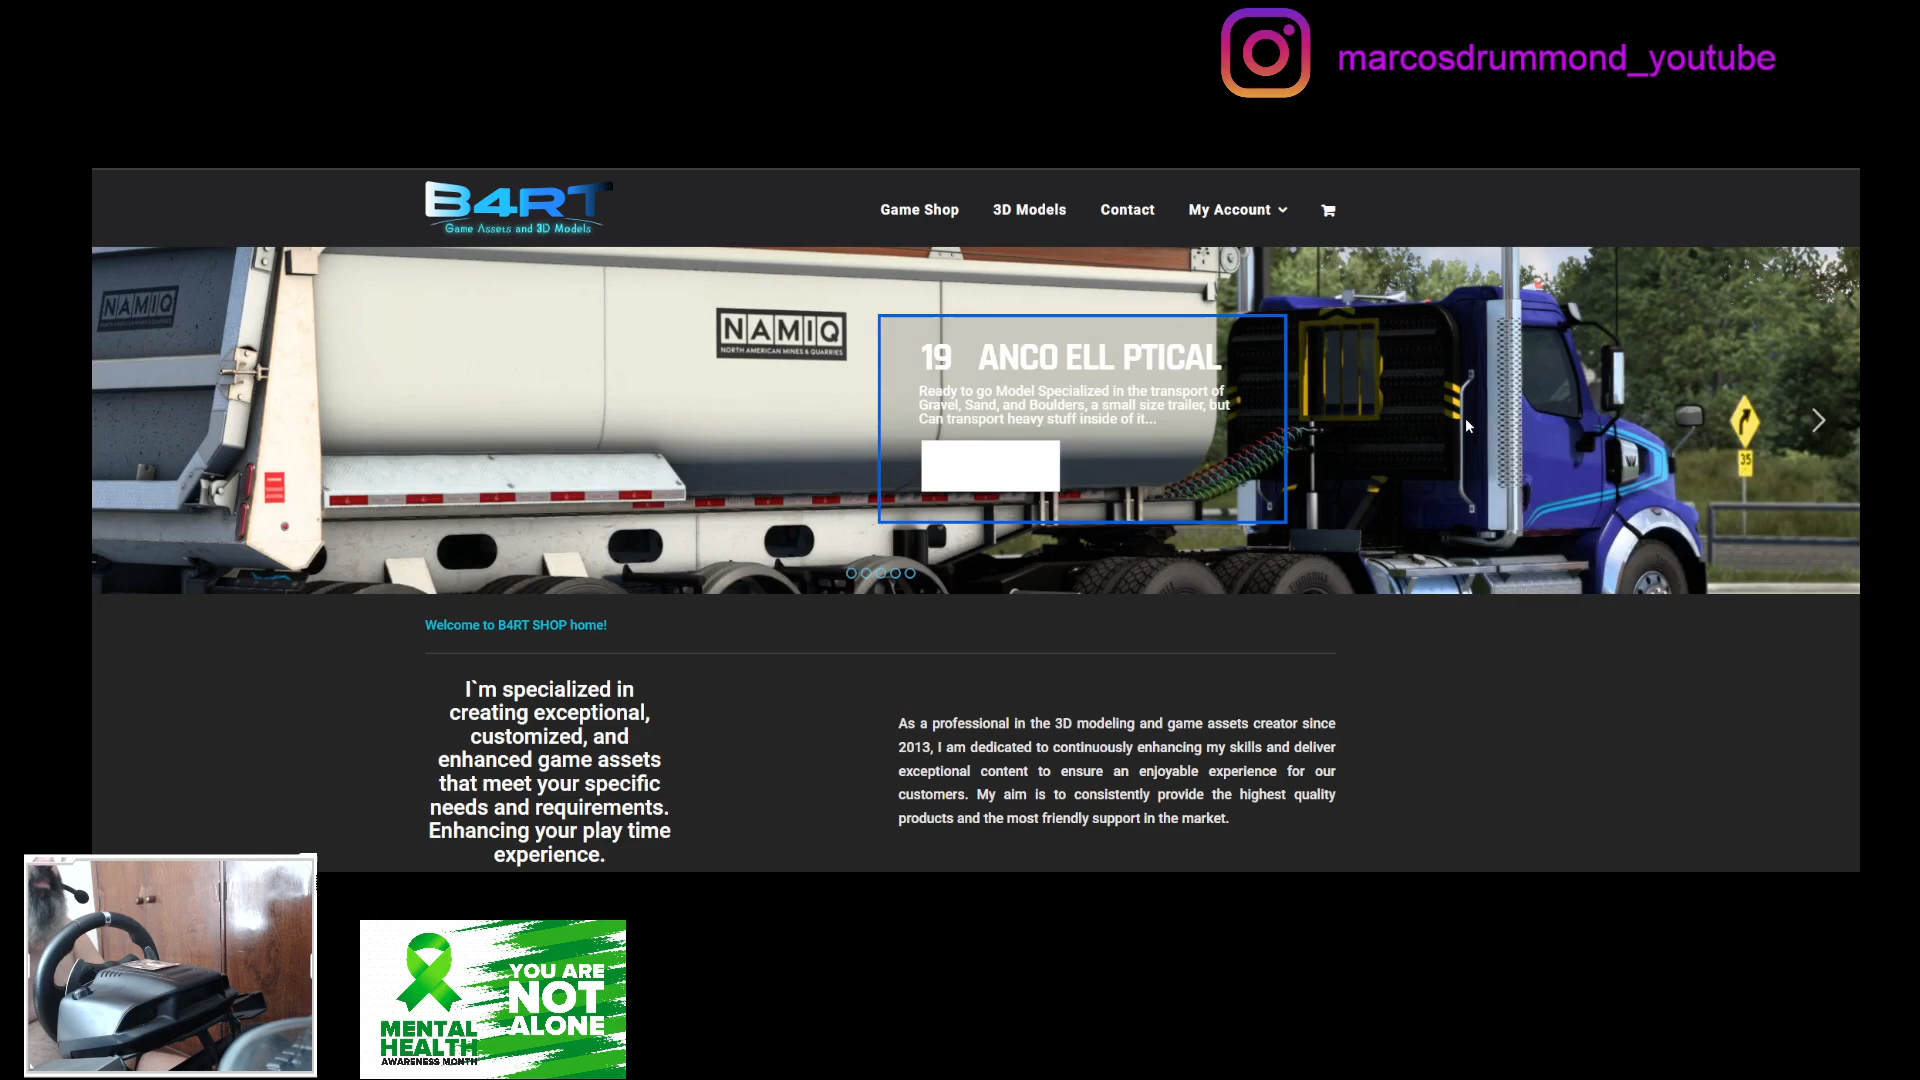 marcosdrummond_youtube
B4RT
Game Assets and 3D Models
Game Shop
3D Models
Contact
My Account
NAMIQ
NAMIQ
NORTH AMERICAN MINES & QUARRIES
19 ANCO ELL PTICAL
Ready to go Model Specialized in the transport of
Gravel, Sand, and Boulders, a small size trailer, but
Can transport heavy stuff inside of it...
35
Welcome to B4RT SHOP home!
I`m specialized in
creating exceptional,
customized, and
enhanced game assets
that meet your specific
needs and requirements.
Enhancing your play time
experience.
As a professional in the 3D modeling and game assets creator since
2013, I am dedicated to continuously enhancing my skills and deliver
exceptional content to ensure an enjoyable experience for our
customers. My aim is to consistently provide the highest quality
products and the most friendly support in the market.
YOU ARE
NOT
ALONE
MENTAL
HEALTH
AWARENESS MONTH